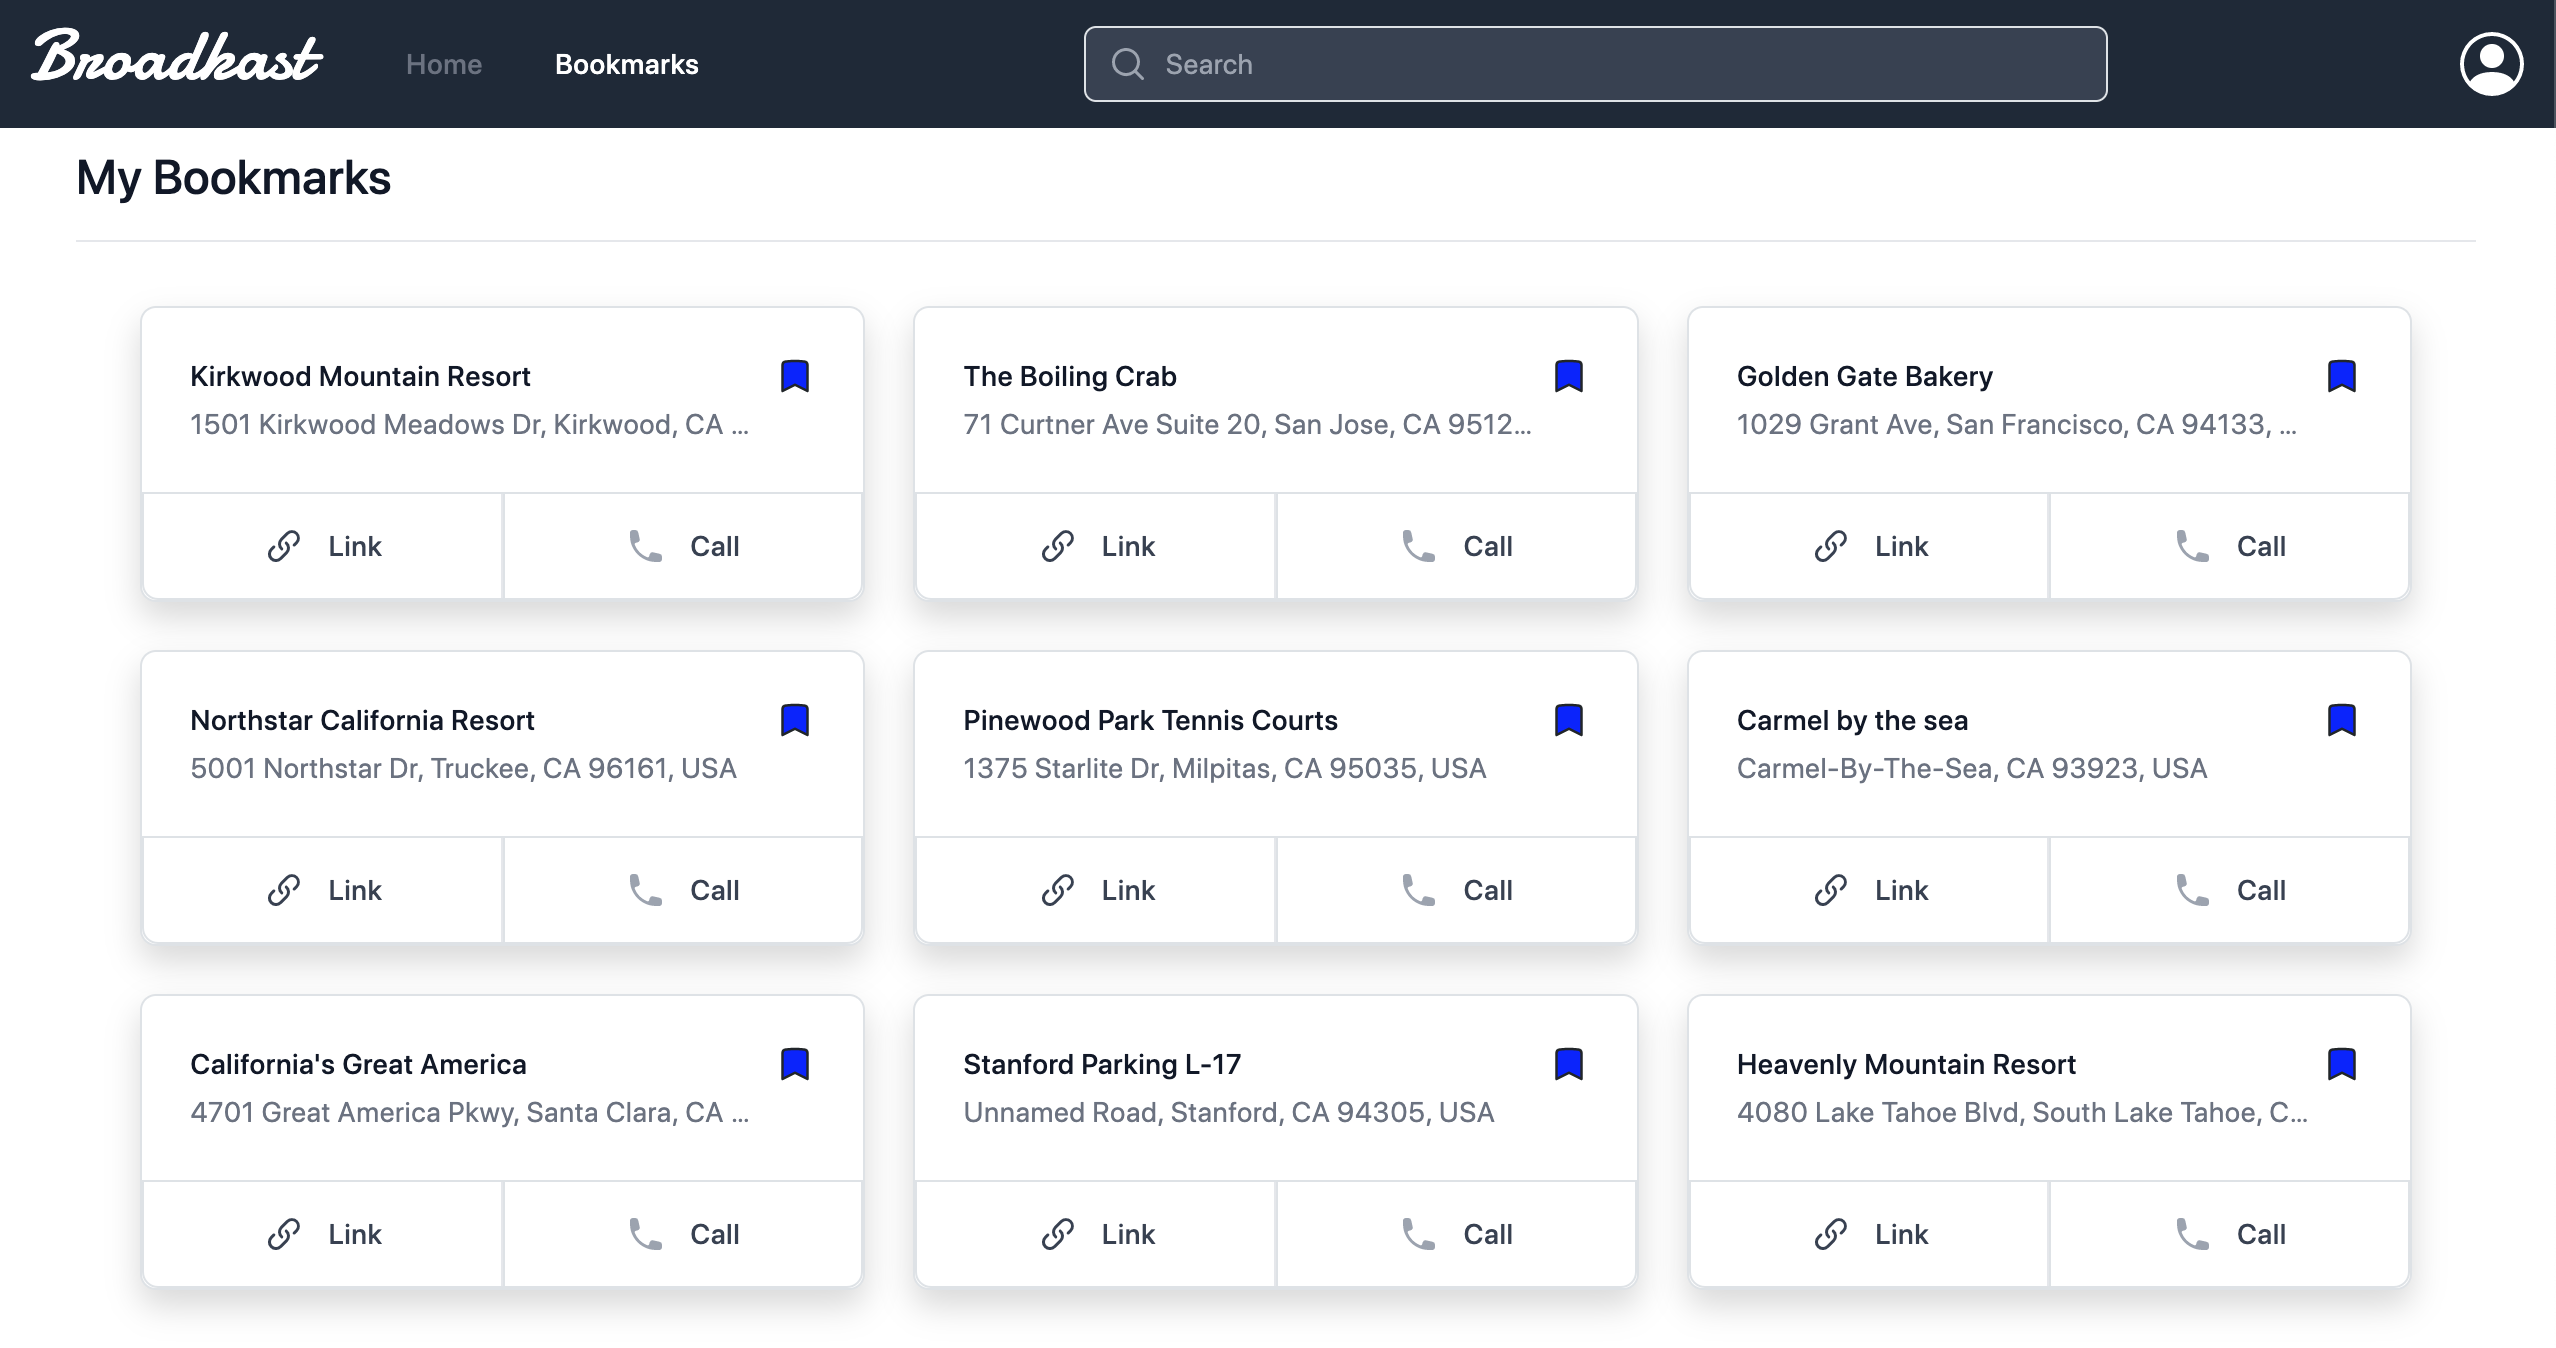 Broadkast Home Bookmarks Search
My Bookmarks
Kirkwood Mountain Resort
1501 Kirkwood Meadows Dr, Kirkwood, CA ...
Link Call
The Boiling Crab
71 Curtner Ave Suite 20, San Jose, CA 9512...
Link Call
Golden Gate Bakery
1029 Grant Ave, San Francisco, CA 94133, ...
Link Call
Northstar California Resort
5001 Northstar Dr, Truckee, CA 96161, USA
Link Call
Pinewood Park Tennis Courts
1375 Starlite Dr, Milpitas, CA 95035, USA
Link Call
Carmel by the sea
Carmel-By-The-Sea, CA 93923, USA
Link Call
California's Great America
4701 Great America Pkwy, Santa Clara, CA ...
Link Call
Stanford Parking L-17
Unnamed Road, Stanford, CA 94305, USA
Link Call
Heavenly Mountain Resort
4080 Lake Tahoe Blvd, South Lake Tahoe, C...
Link Call